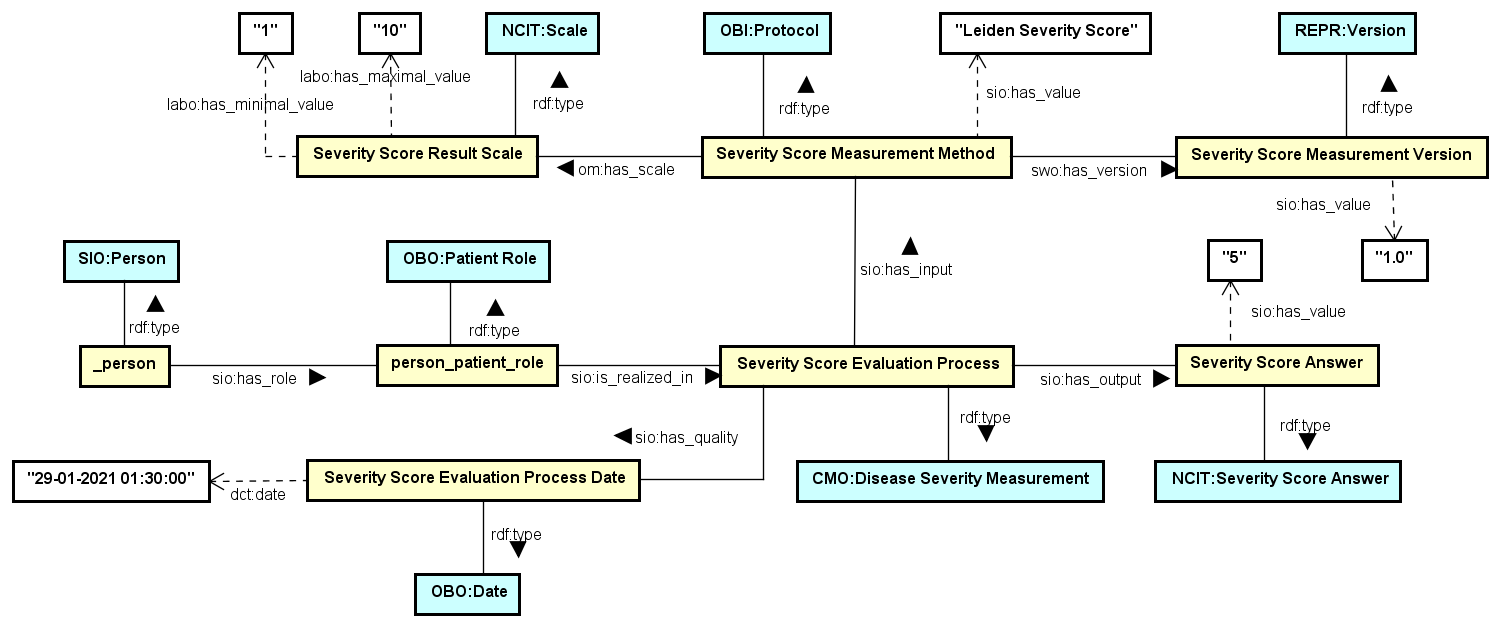 "1"
"10"
NCIT:Scale
OBI:Protocol
"Leiden Severity Score"
REPR:Version
labo:has_maximal_value
labo:has_minimal_value
rdf:type
rdf:type
sio:has_value
rdf:type
Severity Score Result Scale
Severity Score Measurement Method
Severity Score Measurement Version
om:has_scale
swo:has_version
sio:has_value
SIO:Person
OBO:Patient Role
sio:has_input
"5"
"1.0"
rdf:type
rdf:type
sio:has_value
_person
person_patient_role
Severity Score Evaluation Process
Severity Score Answer
sio:has_role
sio:is_realized_in
sio:has_output
sio:has_quality
rdf:type
rdf:type
"29-01-2021 01:30:00"
dct:date
Severity Score Evaluation Process Date
CMO:Disease Severity Measurement
NCIT:Severity Score Answer
rdf:type
OBO:Date